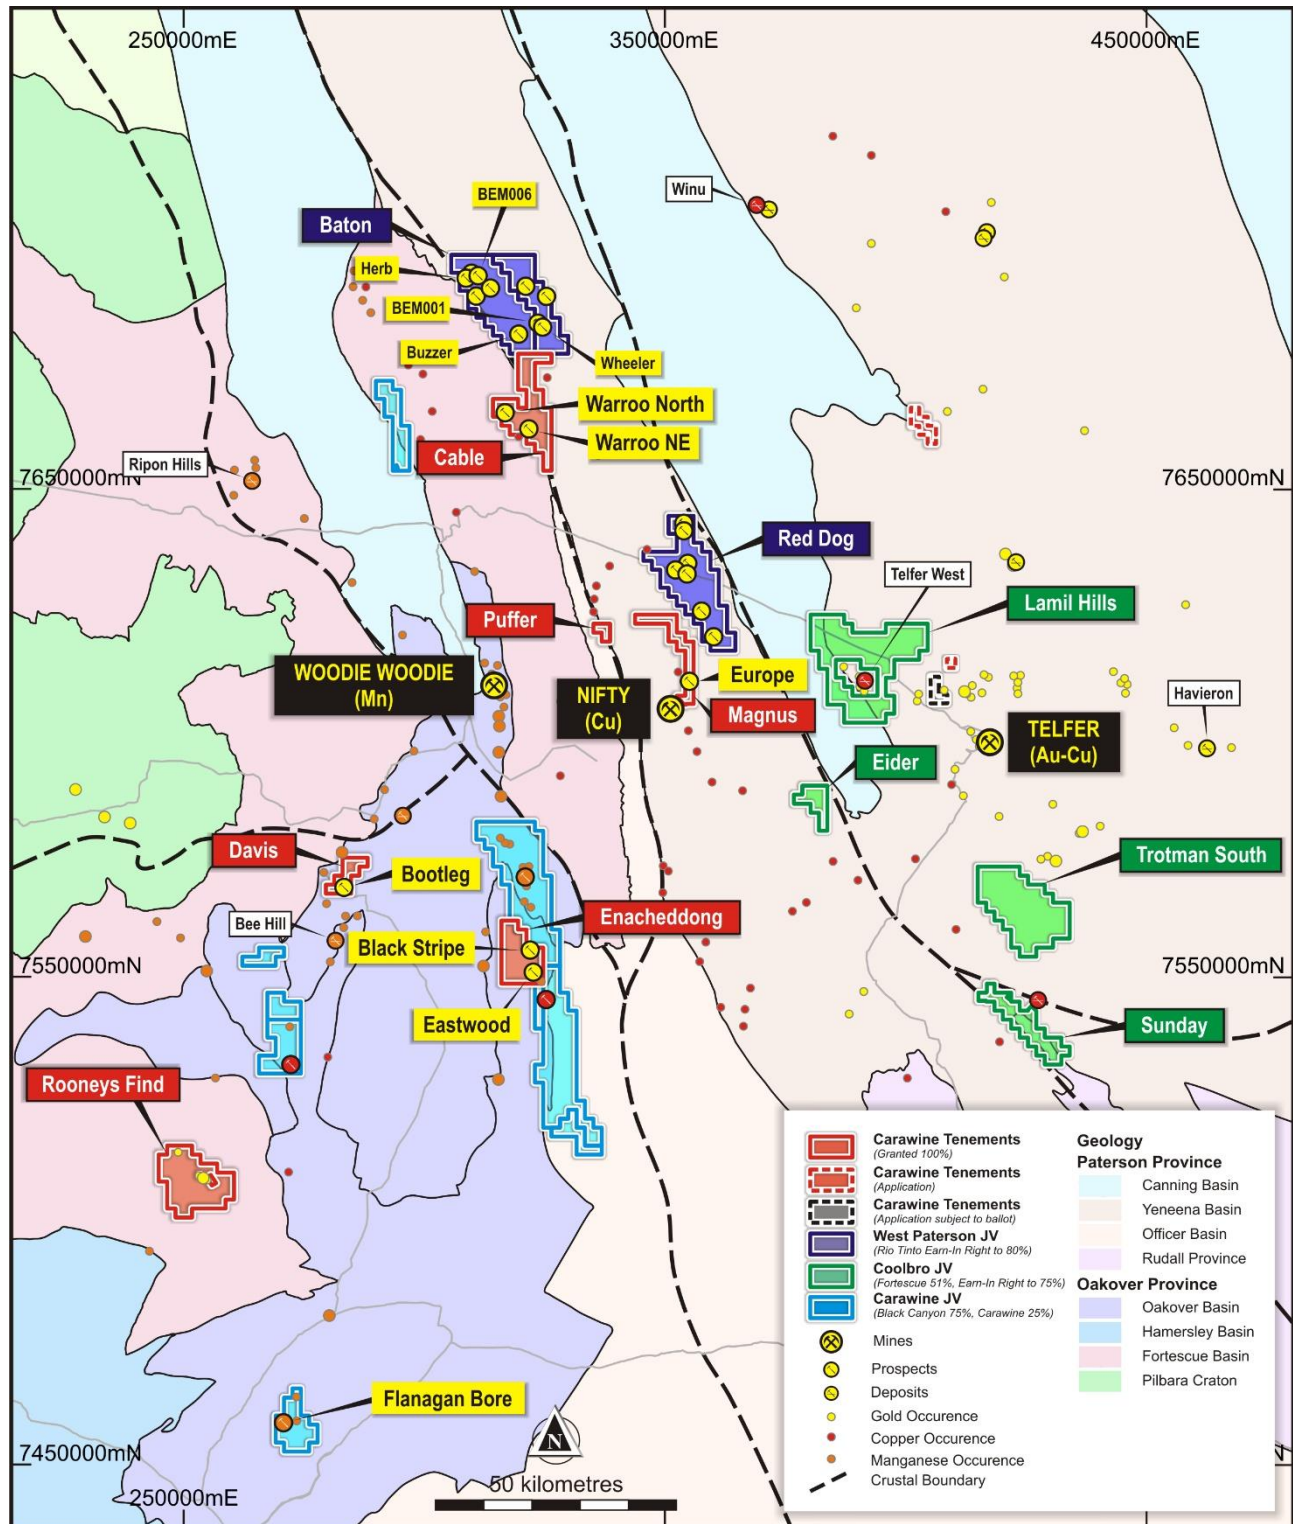 250000mE
350000mE
450000mE
BEM006
Winu
Baton
Herb
BEM001
Buzzer
Wheeler
Warroo North
Warroo NE
Cable
Ripon Hills
7650000mN
7650000mN
Red Dog
Telfer West
Lamil Hills
Puffer
WOODIE WOODIE
(Mn)
NIFTY
(Cu)
Europe
Magnus
Havieron
TELFER
(Au-Cu)
Eider
Davis
Bootleg
Trotman South
Bee Hill
Enacheddong
Black Stripe
7550000mN
7550000mN
Eastwood
Sunday
Rooneys Find
Carawine Tenements
(Granted 100%)
Carawine Tenements
(Application)
Carawine Tenements
(Application subject to ballot)
West Paterson JV
(Rio Tinto Earn-In Right to 80%)
Coolbro JV
(Fortescue 51%, Earn-In Right to 75%)
Carawine JV
(Black Canyon 75%, Carawine 25%)
Mines
Prospects
Deposits
Gold Occurence
Copper Occurence
Manganese Occurence
Crustal Boundary
Geology
Paterson Province
Canning Basin
Yeneena Basin
Officer Basin
Rudall Province
Oakover Province
Oakover Basin
Hamersley Basin
Fortescue Basin
Pilbara Craton
Flanagan Bore
N
7450000mN
50 kilometres
250000mE